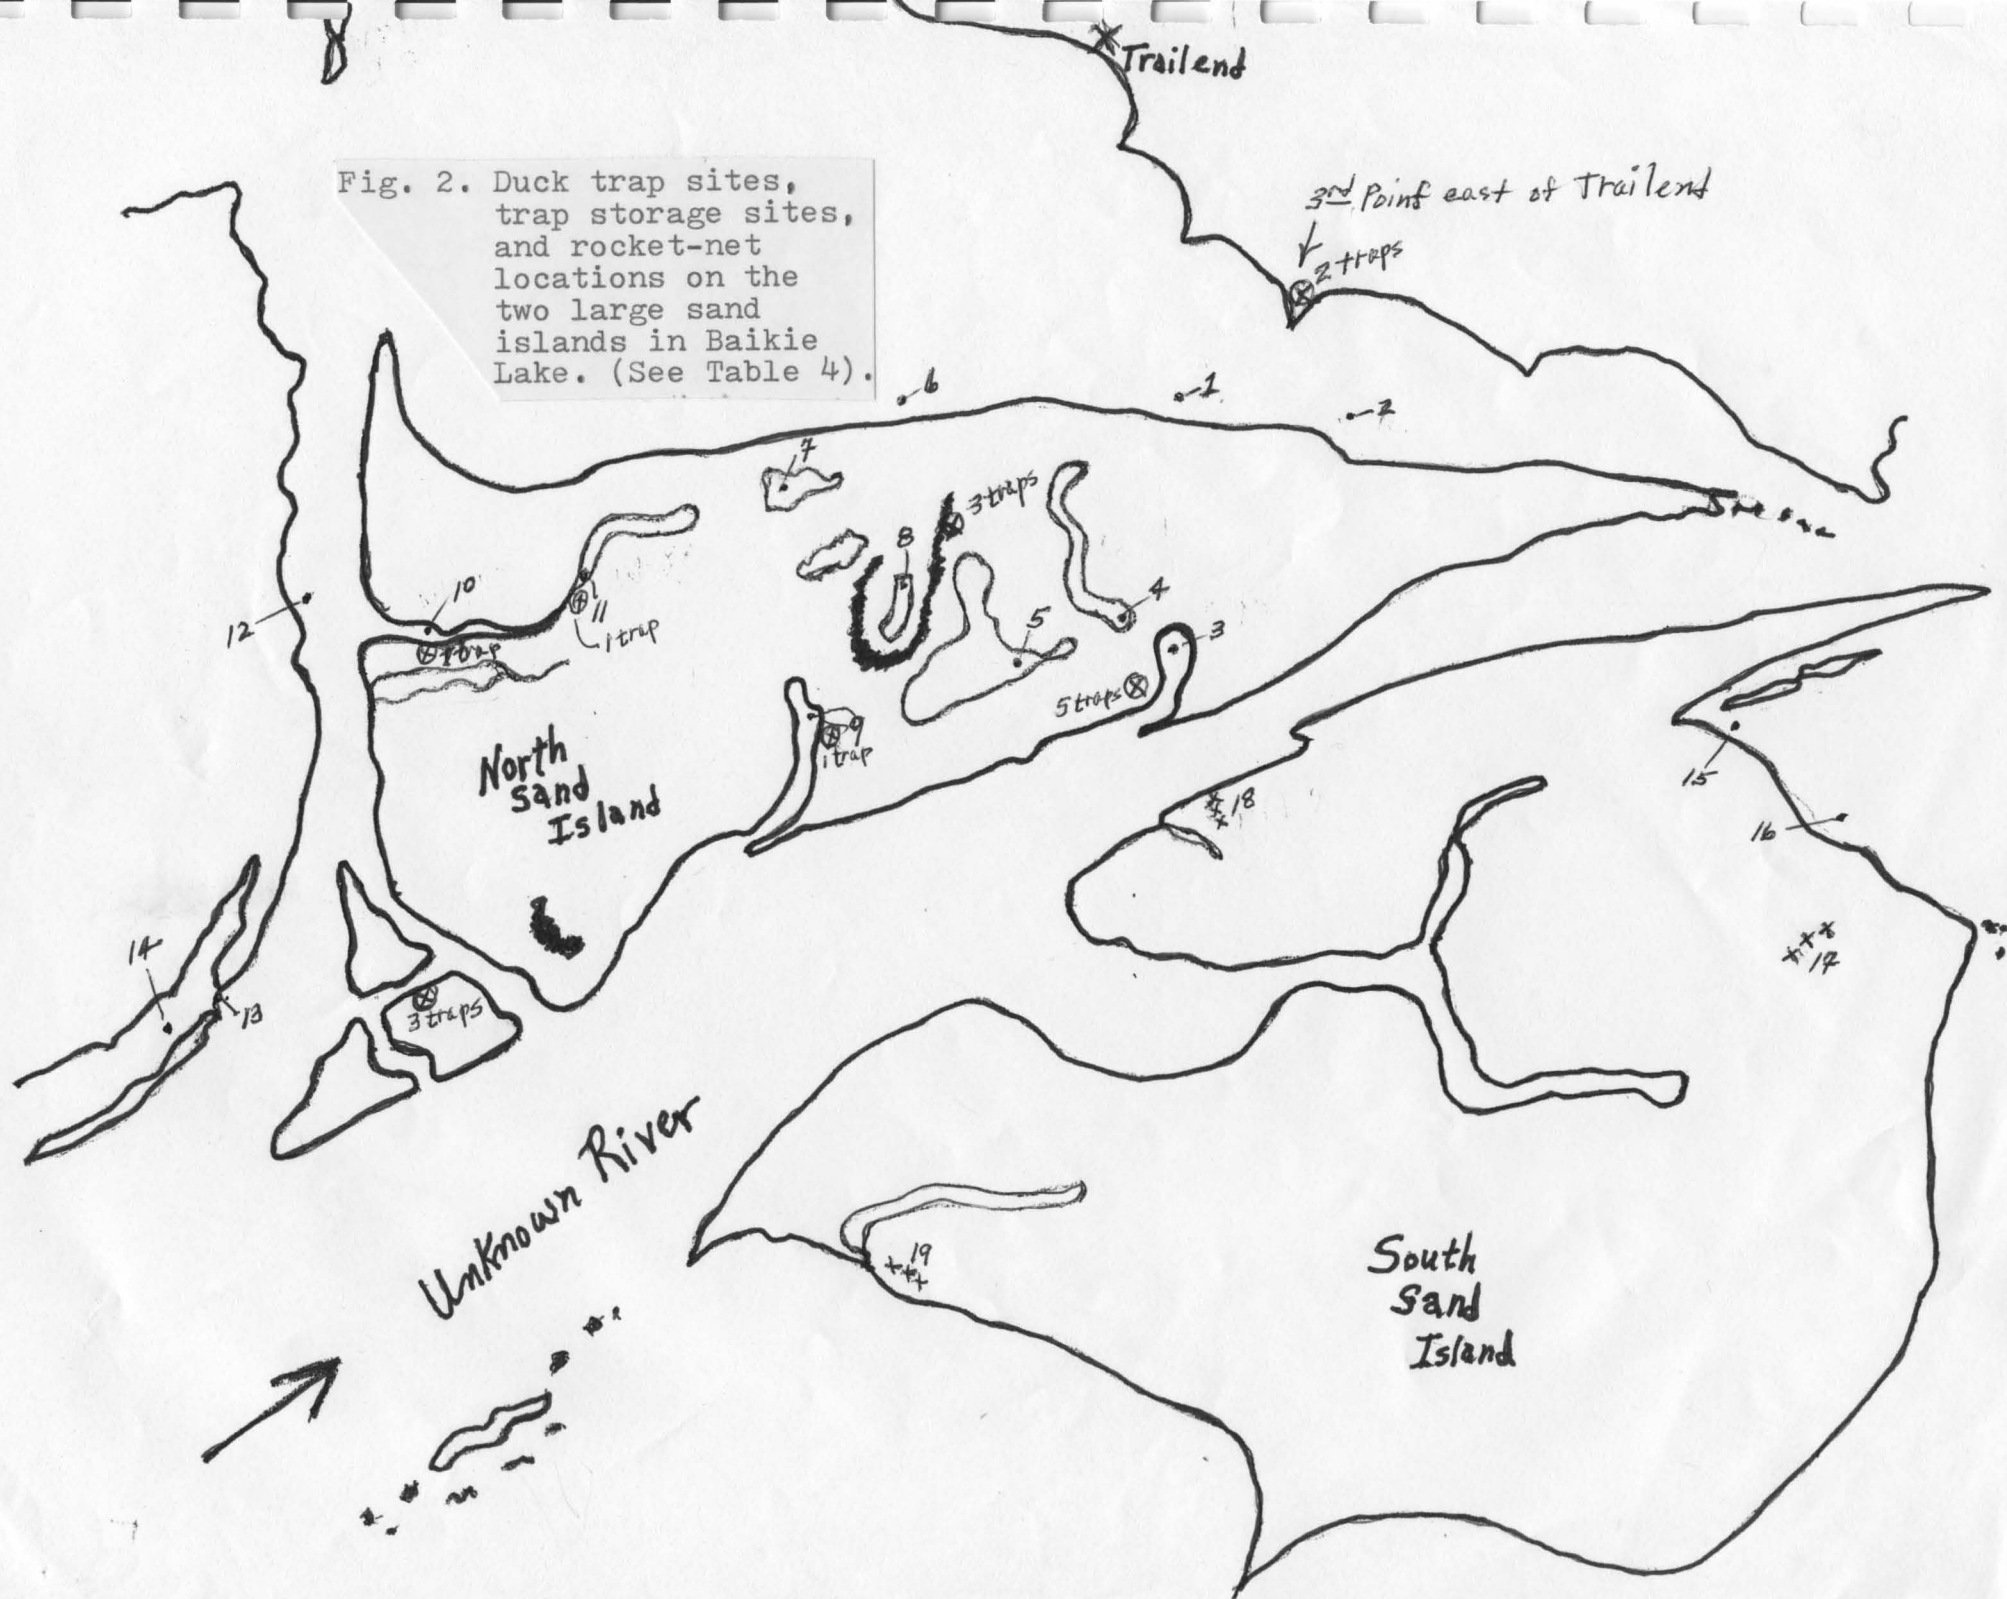 Trailend
Fig. 2. Duck trap sites,
trap storage sites,
and rocket-net
locations on the
two large sand
islands in Baikie
Lake. (See Table 4).
3rd Point east of Trailend
2 traps
6
1
2
7
3 traps
8
10
11
1 trap
1 trap
12
4
5
3
5 traps
9
1 trap
North
Sand
Island
15
18
16
17
14
13
3 traps
Unknown River
19
South
Sand
Island